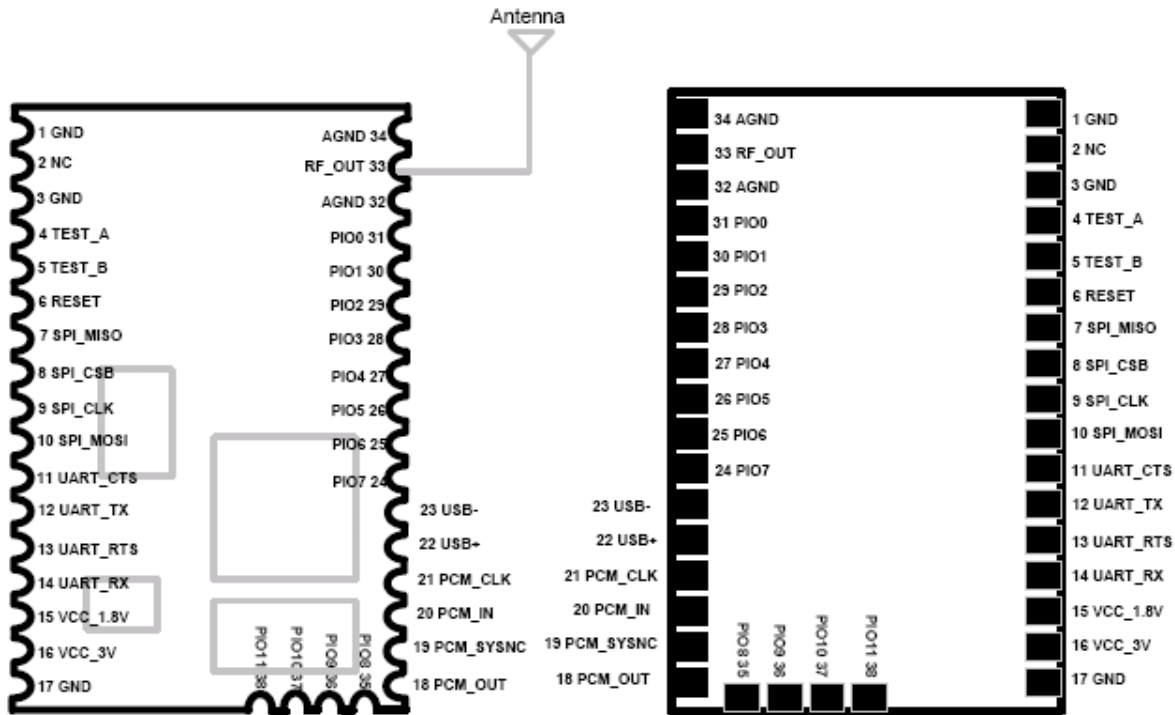 Antenna
1 GND
2 NC
3 GND
4 TEST_A
5 TEST_B
6 RESET
7 SPI_MISO
8 SPI_CSB
9 SPI_CLK
10 SPI_MOSI
11 UART_CTS
12 UART_TX
13 UART_RTS
14 UART_RX
15 VCC_1.8V
16 VCC_3V
17 GND
AGND 34
RF_OUT 33
AGND 32
PIO0 31
PIO1 30
PIO2 29
PIO3 28
PIO4 27
PIO5 26
PIO6 25
PIO7 24
23 USB-
22 USB+
21 PCM_CLK
20 PCM_IN
19 PCM_SYSNC
18 PCM_OUT
PIO11 38
PIO10 37
PIO9 36
PIO8 35
34 AGND
33 RF_OUT
32 AGND
31 PIO0
30 PIO1
29 PIO2
28 PIO3
27 PIO4
26 PIO5
25 PIO6
24 PIO7
23 USB-
22 USB+
21 PCM_CLK
20 PCM_IN
19 PCM_SYSNC
18 PCM_OUT
PIO8 35
PIO9 36
PIO10 37
PIO11 38
1 GND
2 NC
3 GND
4 TEST_A
5 TEST_B
6 RESET
7 SPI_MISO
8 SPI_CSB
9 SPI_CLK
10 SPI_MOSI
11 UART_CTS
12 UART_TX
13 UART_RTS
14 UART_RX
15 VCC_1.8V
16 VCC_3V
17 GND